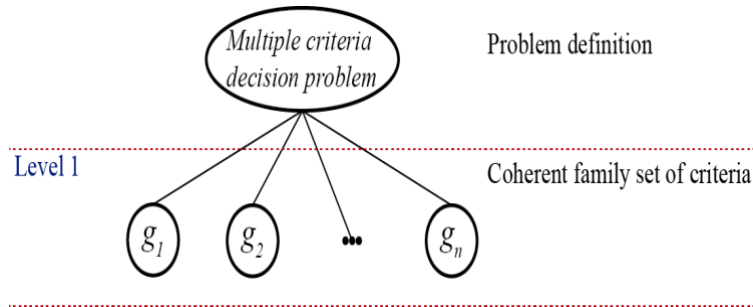 Multiple criteria
decision problem
Problem definition
Level 1
Coherent family set of criteria
g1
g2
•••
gn